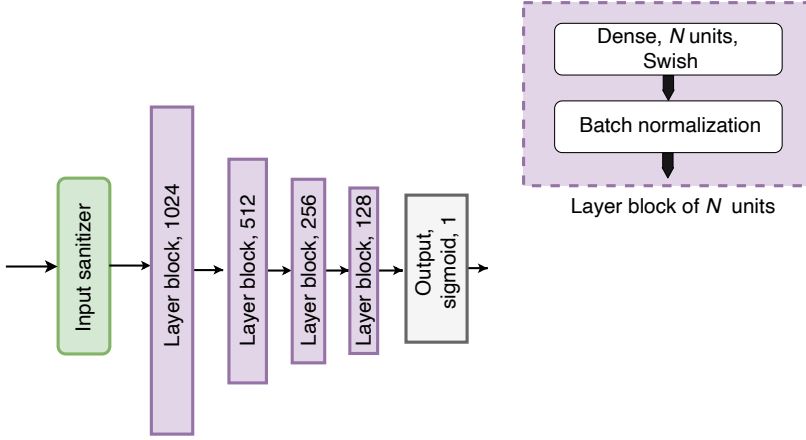 Input sanitizer
Layer block, 1024
Layer block, 512
Layer block, 256
Layer block, 128
Output,
sigmoid, 1
Dense, N units,
Swish
Batch normalization
Layer block of N units